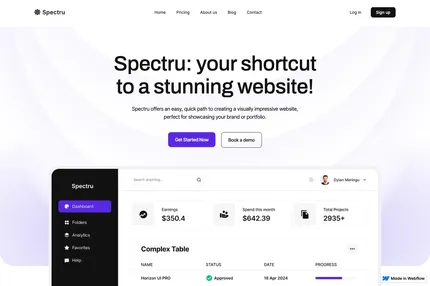 Spectru
Home Pricing About us Blog Contact
Log in Sign up
Spectru: your shortcut
to a stunning website!
Spectru offers an easy, quick path to creating a visually impressive website,
perfect for showcasing your brand or portfolio.
Get Started Now Book a demo
Spectru
Search anything...
Dylan Meringo
Dashboard
Folders
Analytics
Favorites
Help
Earnings
$350.4
Spend this month
$642.39
Total Projects
2935+
Complex Table
NAME STATUS DATE PROGRESS
Horizon UI PRO Approved 18 Apr 2024
Made in Webflow